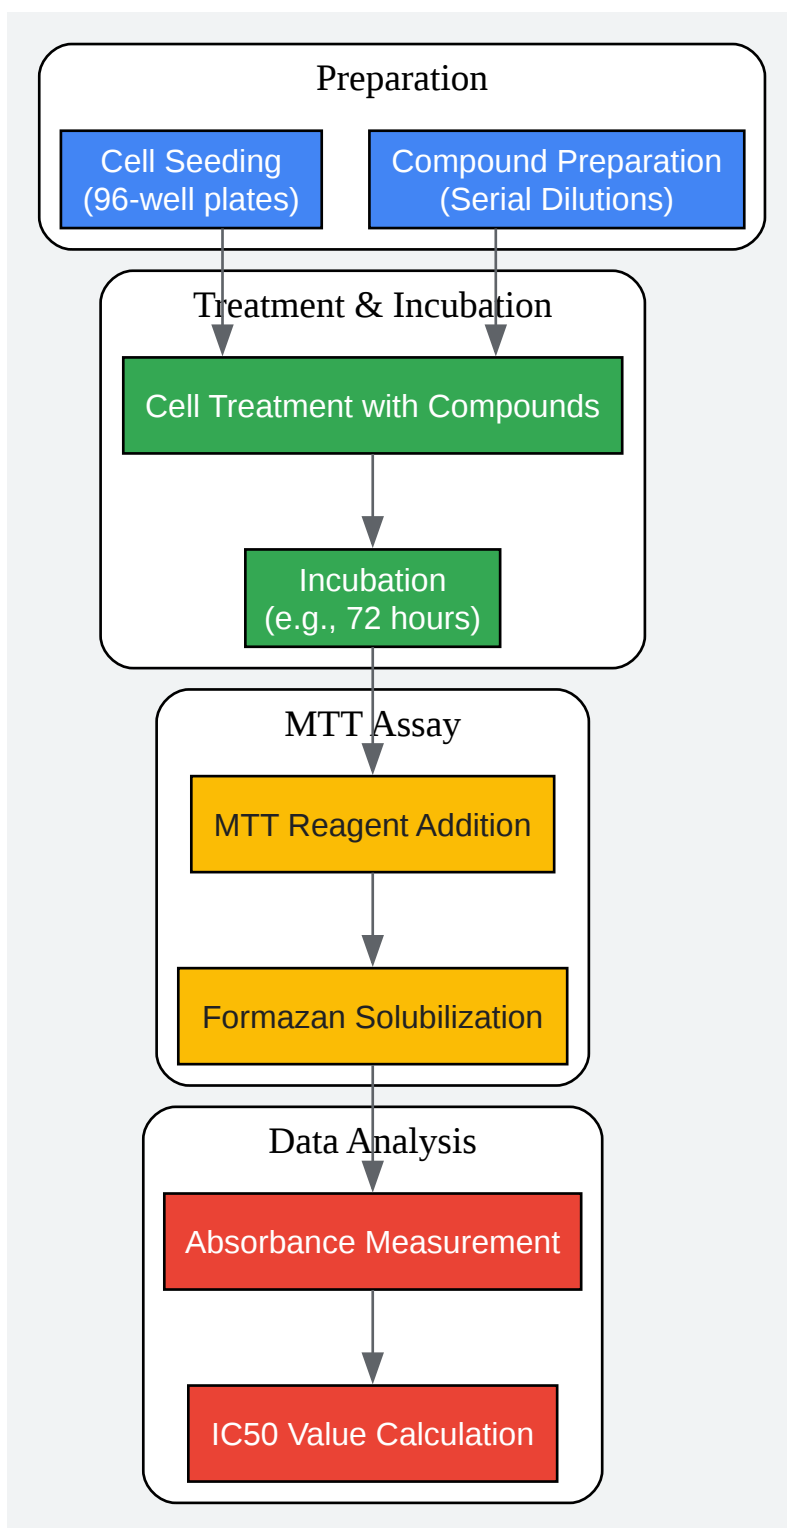 Preparation
Cell Seeding
(96-well plates)
Compound Preparation
(Serial Dilutions)
Treatment & Incubation
Cell Treatment with Compounds
Incubation
(e.g., 72 hours)
MTT Assay
MTT Reagent Addition
Formazan Solubilization
Data Analysis
Absorbance Measurement
IC50 Value Calculation